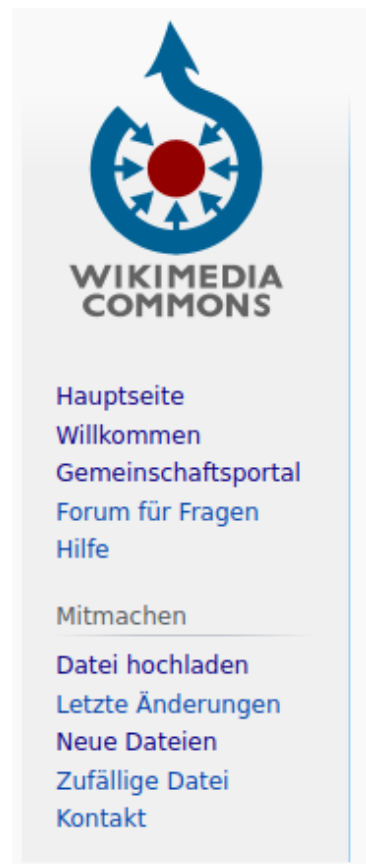 WIKIMEDIA
COMMONS
Hauptseite
Willkommen
Gemeinschaftsportal
Forum für Fragen
Hilfe
Mitmachen
Datei hochladen
Letzte Änderungen
Neue Dateien
Zufällige Datei
Kontakt